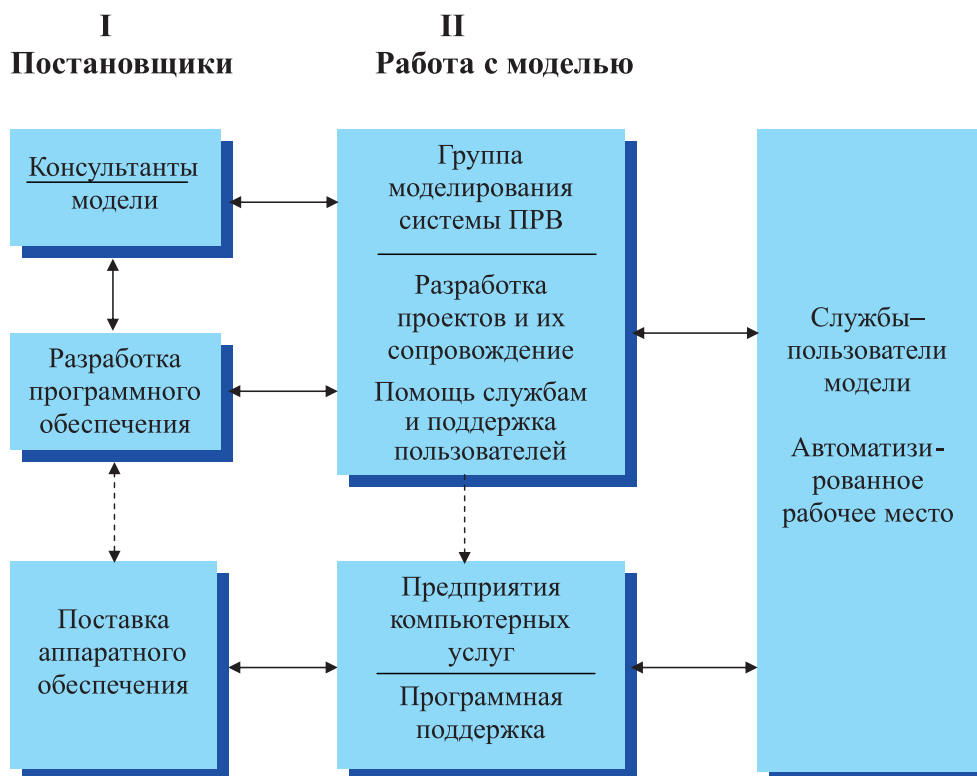 I
Постановщики
II
Работа с моделью
Консультанты
модели
Разработка
программного
обеспечения
Поставка
аппаратного
обеспечения
Группа
моделирования
системы ПРВ
Разработка
проектов и их
сопровождение
Помощь службам
и поддержка
пользователей
Предприятия
компьютерных
услуг
Программная
поддержка
Службы–
пользователи
модели
Автоматизи-
рованное
рабочее место